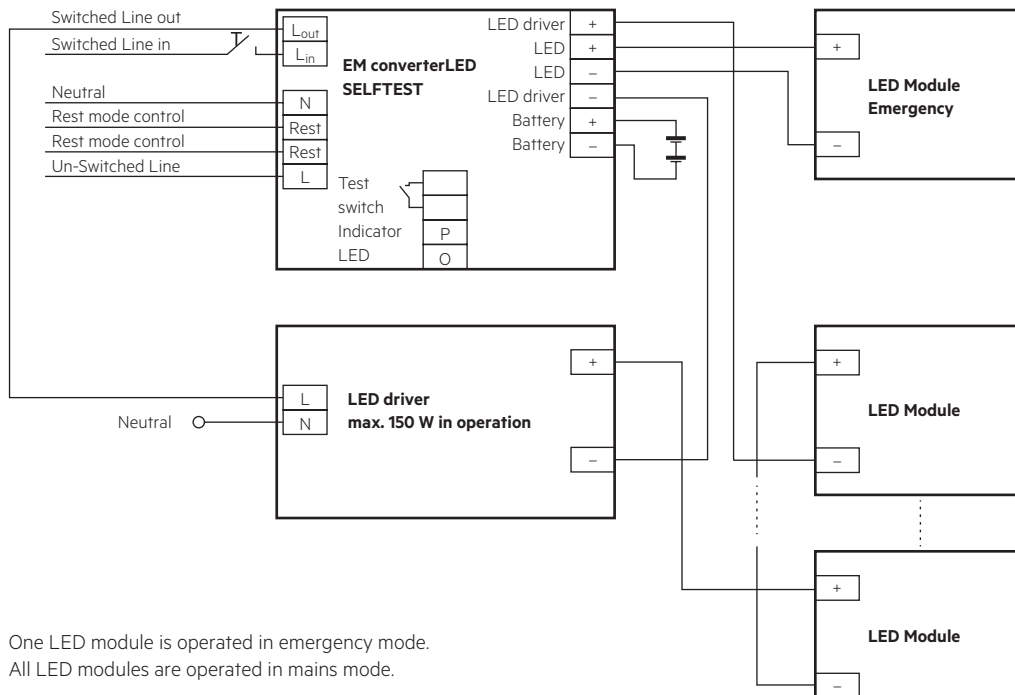 Switched Line out
Switched Line in
Neutral
Rest mode control
Rest mode control
Un-Switched Line
Lout
Lin
N
Rest
Rest
L
EM converterLED
SELFTEST
Test
switch
Indicator
LED
P
O
LED driver +
LED +
LED –
LED driver –
Battery +
Battery –
+
–
LED Module
Emergency
Neutral
L
N
LED driver
max. 150 W in operation
+
–
+
–
LED Module
+
–
LED Module
One LED module is operated in emergency mode.
All LED modules are operated in mains mode.